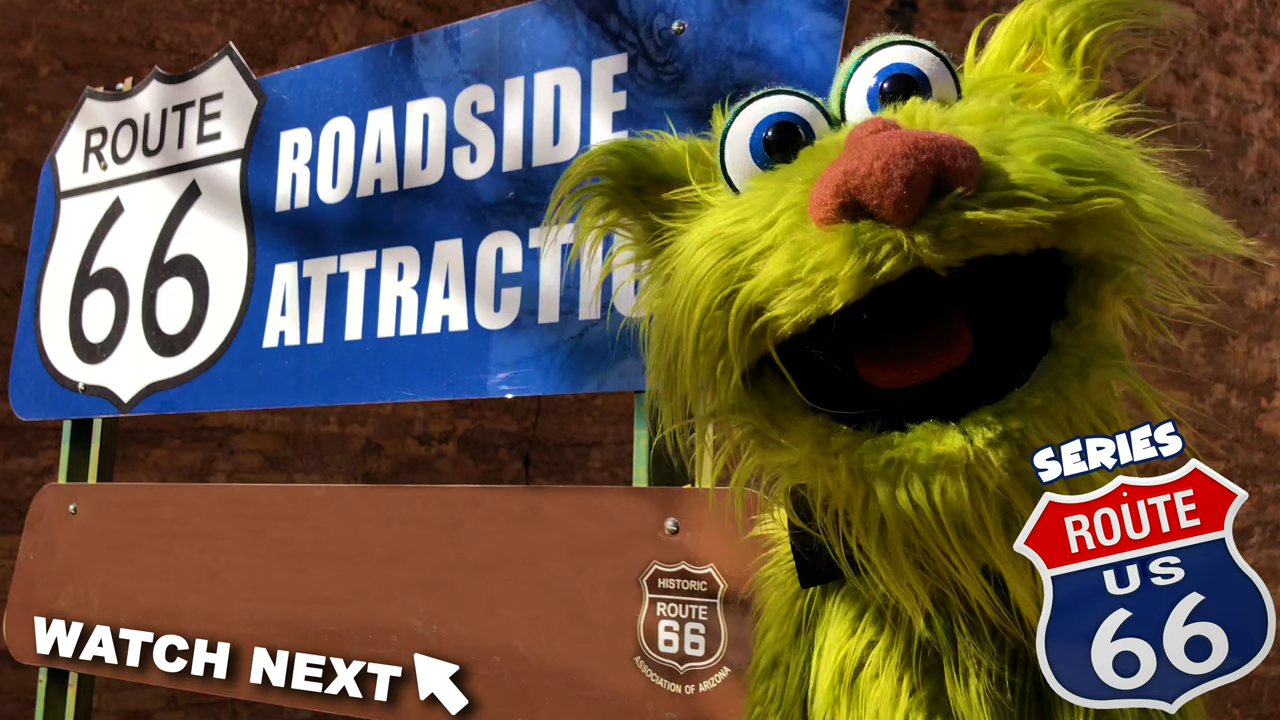 ROUTE
66
ROADSIDE
ATTRACTIO
HISTORIC
ROUTE
66
ASSOCIATION OF ARIZONA
WATCH NEXT
SERIES
ROUTE
US
66